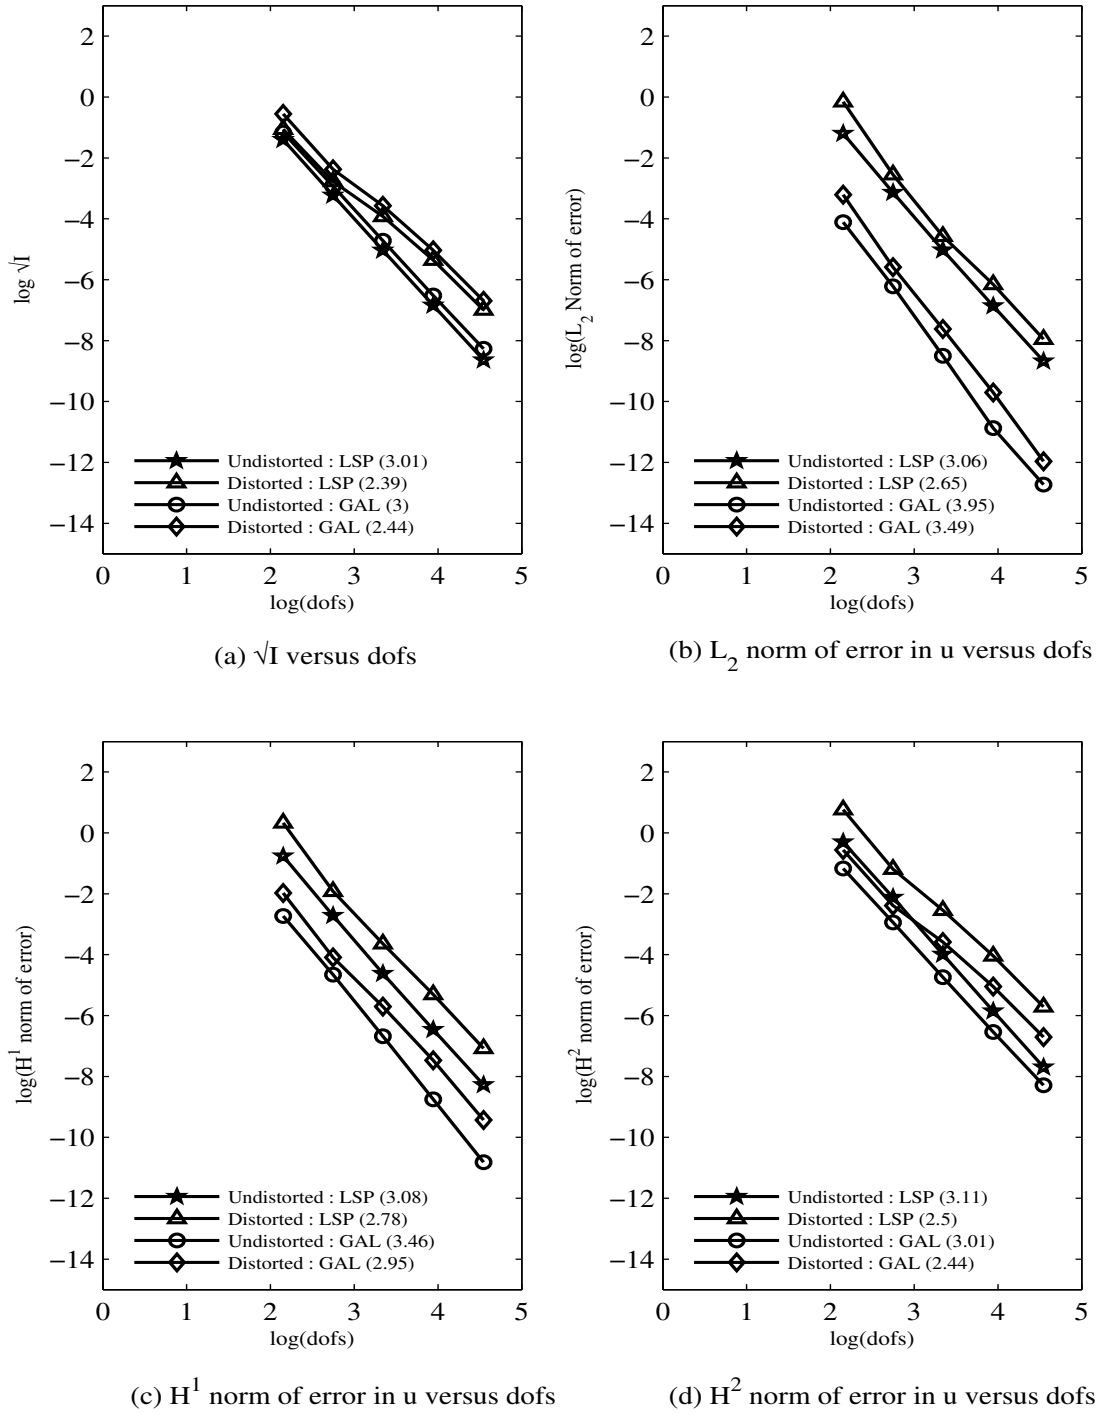 2
0
−2
−4
−6
−8
−10
−12
−14
log √I
Undistorted : LSP (3.01)
Distorted : LSP (2.39)
Undistorted : GAL (3)
Distorted : GAL (2.44)
0 1 2 3 4 5
log(dofs)
(a) √I versus dofs
2
0
−2
−4
−6
−8
−10
−12
−14
log(L2 Norm of error)
Undistorted : LSP (3.06)
Distorted : LSP (2.65)
Undistorted : GAL (3.95)
Distorted : GAL (3.49)
0 1 2 3 4 5
log(dofs)
(b) L2 norm of error in u versus dofs
2
0
−2
−4
−6
−8
−10
−12
−14
log(H1 norm of error)
Undistorted : LSP (3.08)
Distorted : LSP (2.78)
Undistorted : GAL (3.46)
Distorted : GAL (2.95)
0 1 2 3 4 5
log(dofs)
(c) H1 norm of error in u versus dofs
2
0
−2
−4
−6
−8
−10
−12
−14
log(H2 norm of error)
Undistorted : LSP (3.11)
Distorted : LSP (2.5)
Undistorted : GAL (3.01)
Distorted : GAL (2.44)
0 1 2 3 4 5
log(dofs)
(d) H2 norm of error in u versus dofs